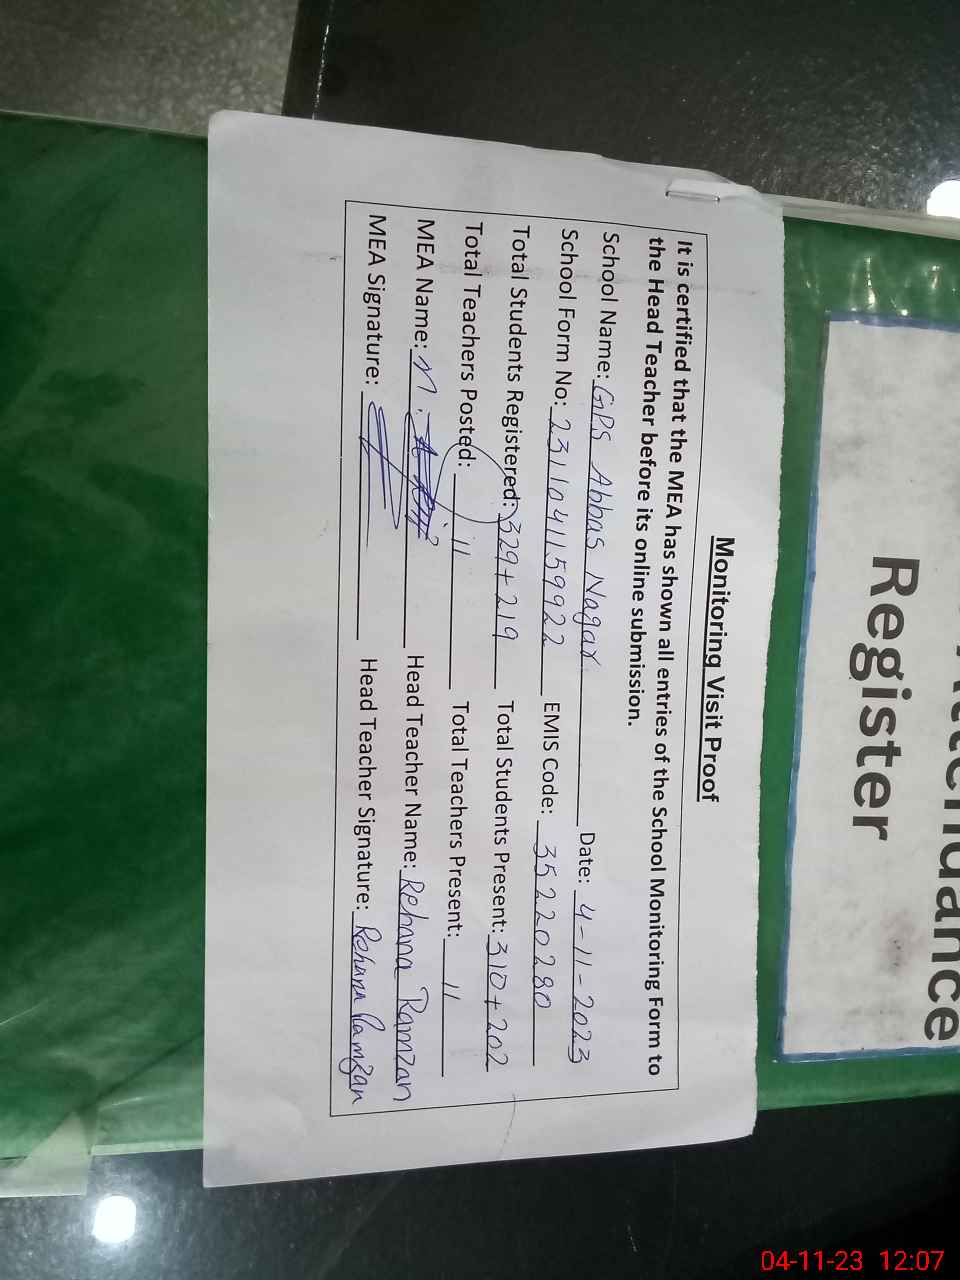 Register
Monitoring Visit Proof
It is certified that the MEA has shown all entries of the School Monitoring Form to
the Head Teacher before its online submission.
School Name: GPS Abbas Nagar Date: 4-11-2023
School Form No: 2311041159922 EMIS Code: 35220280
Total Students Registered: 329+219 Total Students Present: 310+202
Total Teachers Posted: 11 Total Teachers Present: 11
MEA Name: M. Head Teacher Name: Rehana Ramzan
MEA Signature: Head Teacher Signature: Rehana Ramzan
04-11-23 12:07